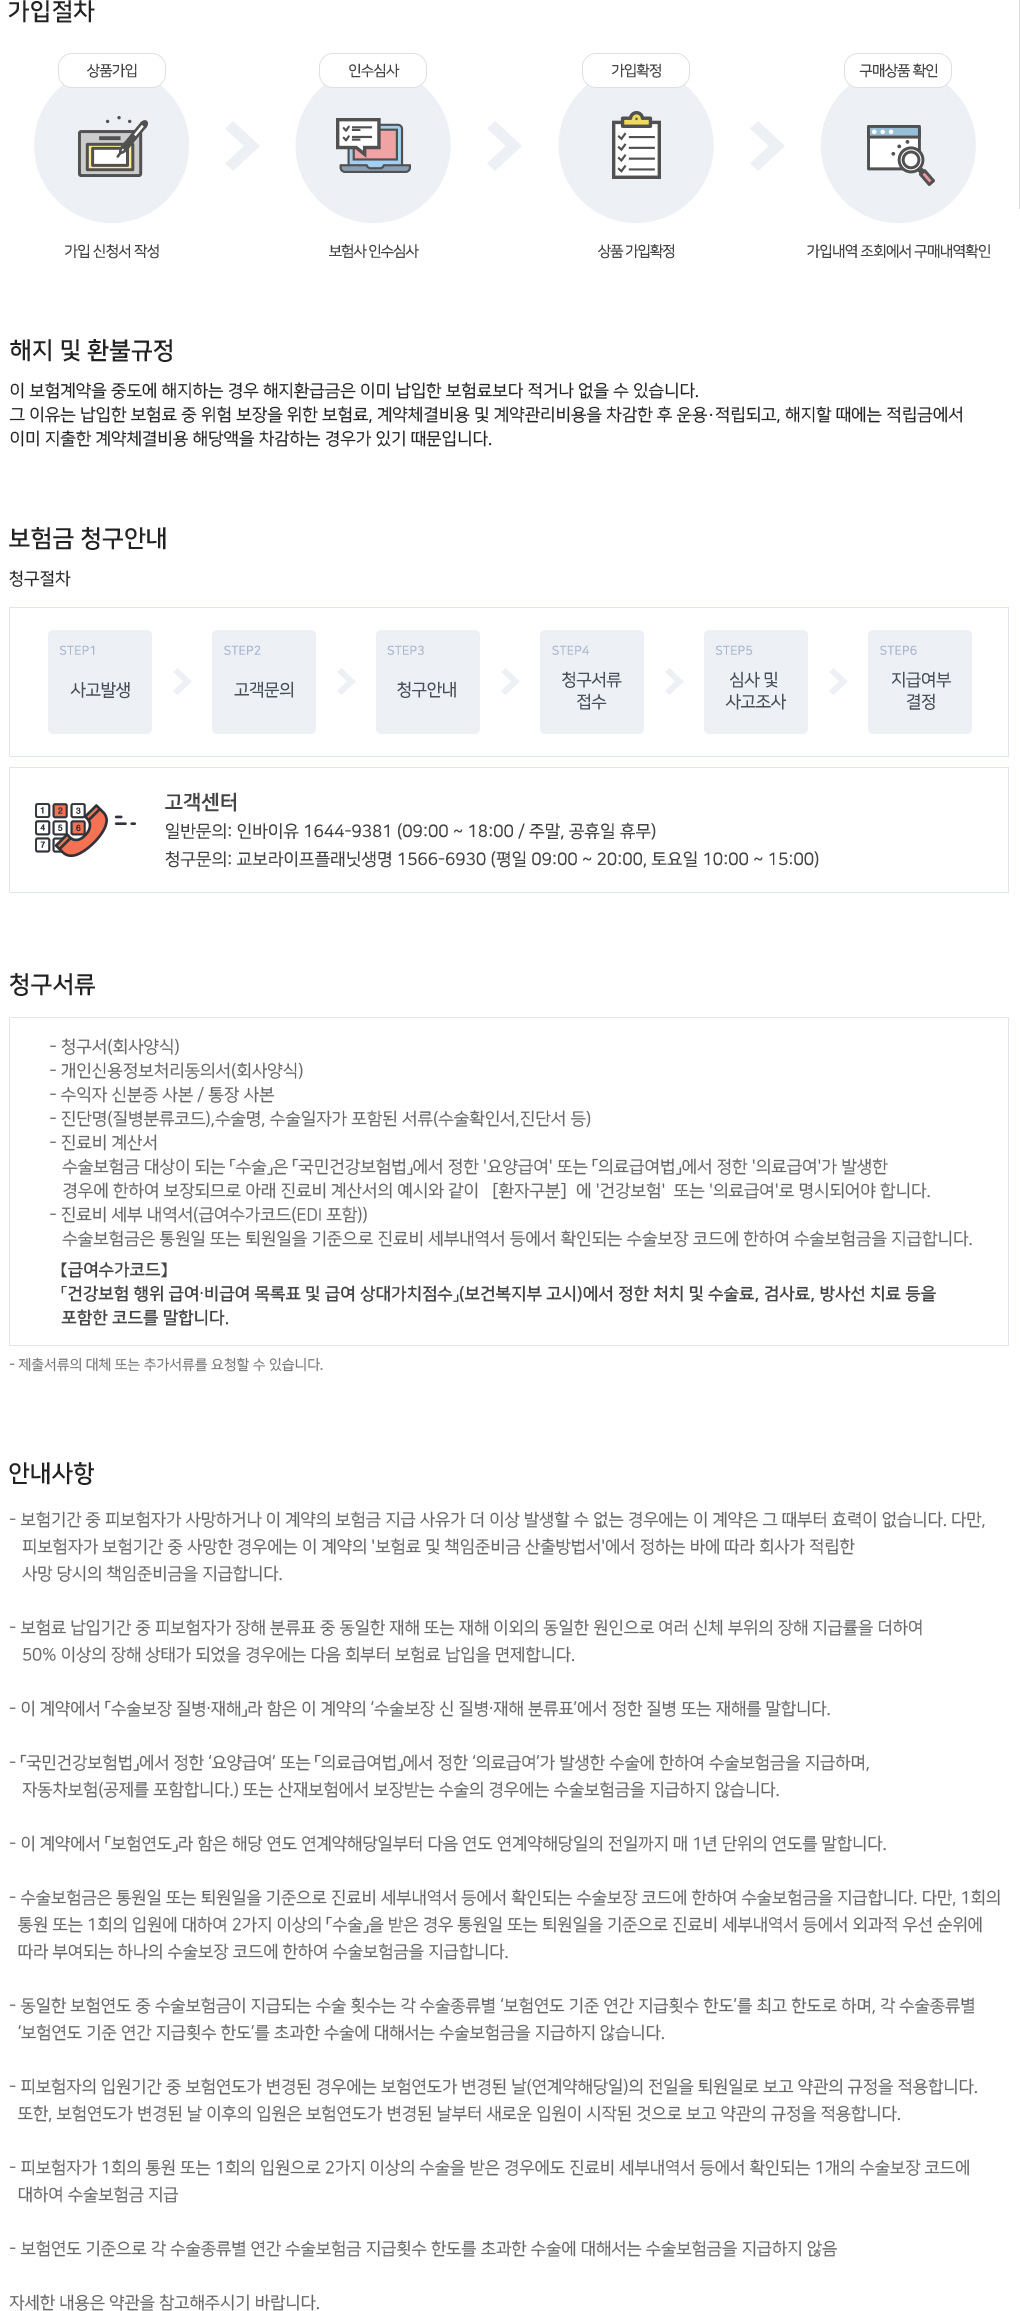 가입절차
상품가입
인수심사
가입확정
구매상품 확인
가입 신청서 작성
보험사 인수심사
상품 가입확정
가입내역 조회에서 구매내역확인
해지 및 환불규정
이 보험계약을 중도에 해지하는 경우 해지환급금은 이미 납입한 보험료보다 적거나 없을 수 있습니다.
그 이유는 납입한 보험료 중 위험 보장을 위한 보험료, 계약체결비용 및 계약관리비용을 차감한 후 운용·적립되고, 해지할 때에는 적립금에서
이미 지출한 계약체결비용 해당액을 차감하는 경우가 있기 때문입니다.
보험금 청구안내
청구절차
STEP1
사고발생
STEP2
고객문의
STEP3
청구안내
STEP4
청구서류
접수
STEP5
심사 및
사고조사
STEP6
지급여부
결정
1 2 3
4 5 6
7
고객센터
일반문의: 인바이유 1644-9381 (09:00 ~ 18:00 / 주말, 공휴일 휴무)
청구문의: 교보라이프플래닛생명 1566-6930 (평일 09:00 ~ 20:00, 토요일 10:00 ~ 15:00)
청구서류
- 청구서(회사양식)
- 개인신용정보처리동의서(회사양식)
- 수익자 신분증 사본 / 통장 사본
- 진단명(질병분류코드),수술명, 수술일자가 포함된 서류(수술확인서,진단서 등)
- 진료비 계산서
수술보험금 대상이 되는 「수술」은 「국민건강보험법」에서 정한 '요양급여' 또는 「의료급여법」에서 정한 '의료급여'가 발생한
경우에 한하여 보장되므로 아래 진료비 계산서의 예시와 같이 [환자구분] 에 '건강보험' 또는 '의료급여'로 명시되어야 합니다.
- 진료비 세부 내역서(급여수가코드(EDI 포함))
수술보험금은 통원일 또는 퇴원일을 기준으로 진료비 세부내역서 등에서 확인되는 수술보장 코드에 한하여 수술보험금을 지급합니다.
【급여수가코드】
「건강보험 행위 급여·비급여 목록표 및 급여 상대가치점수」(보건복지부 고시)에서 정한 처치 및 수술료, 검사료, 방사선 치료 등을
포함한 코드를 말합니다.
- 제출서류의 대체 또는 추가서류를 요청할 수 있습니다.
안내사항
- 보험기간 중 피보험자가 사망하거나 이 계약의 보험금 지급 사유가 더 이상 발생할 수 없는 경우에는 이 계약은 그 때부터 효력이 없습니다. 다만,
피보험자가 보험기간 중 사망한 경우에는 이 계약의 '보험료 및 책임준비금 산출방법서'에서 정하는 바에 따라 회사가 적립한
사망 당시의 책임준비금을 지급합니다.
- 보험료 납입기간 중 피보험자가 장해 분류표 중 동일한 재해 또는 재해 이외의 동일한 원인으로 여러 신체 부위의 장해 지급률을 더하여
50% 이상의 장해 상태가 되었을 경우에는 다음 회부터 보험료 납입을 면제합니다.
- 이 계약에서 「수술보장 질병·재해」라 함은 이 계약의 ‘수술보장 신 질병·재해 분류표’에서 정한 질병 또는 재해를 말합니다.
- 「국민건강보험법」에서 정한 ‘요양급여‘ 또는 「의료급여법」에서 정한 ‘의료급여‘가 발생한 수술에 한하여 수술보험금을 지급하며,
자동차보험(공제를 포함합니다.) 또는 산재보험에서 보장받는 수술의 경우에는 수술보험금을 지급하지 않습니다.
- 이 계약에서 「보험연도」라 함은 해당 연도 연계약해당일부터 다음 연도 연계약해당일의 전일까지 매 1년 단위의 연도를 말합니다.
- 수술보험금은 통원일 또는 퇴원일을 기준으로 진료비 세부내역서 등에서 확인되는 수술보장 코드에 한하여 수술보험금을 지급합니다. 다만, 1회의
통원 또는 1회의 입원에 대하여 2가지 이상의 「수술」을 받은 경우 통원일 또는 퇴원일을 기준으로 진료비 세부내역서 등에서 외과적 우선 순위에
따라 부여되는 하나의 수술보장 코드에 한하여 수술보험금을 지급합니다.
- 동일한 보험연도 중 수술보험금이 지급되는 수술 횟수는 각 수술종류별 ‘보험연도 기준 연간 지급횟수 한도‘를 최고 한도로 하며, 각 수술종류별
‘보험연도 기준 연간 지급횟수 한도‘를 초과한 수술에 대해서는 수술보험금을 지급하지 않습니다.
- 피보험자의 입원기간 중 보험연도가 변경된 경우에는 보험연도가 변경된 날(연계약해당일)의 전일을 퇴원일로 보고 약관의 규정을 적용합니다.
또한, 보험연도가 변경된 날 이후의 입원은 보험연도가 변경된 날부터 새로운 입원이 시작된 것으로 보고 약관의 규정을 적용합니다.
- 피보험자가 1회의 통원 또는 1회의 입원으로 2가지 이상의 수술을 받은 경우에도 진료비 세부내역서 등에서 확인되는 1개의 수술보장 코드에
대하여 수술보험금 지급
- 보험연도 기준으로 각 수술종류별 연간 수술보험금 지급횟수 한도를 초과한 수술에 대해서는 수술보험금을 지급하지 않음
자세한 내용은 약관을 참고해주시기 바랍니다.